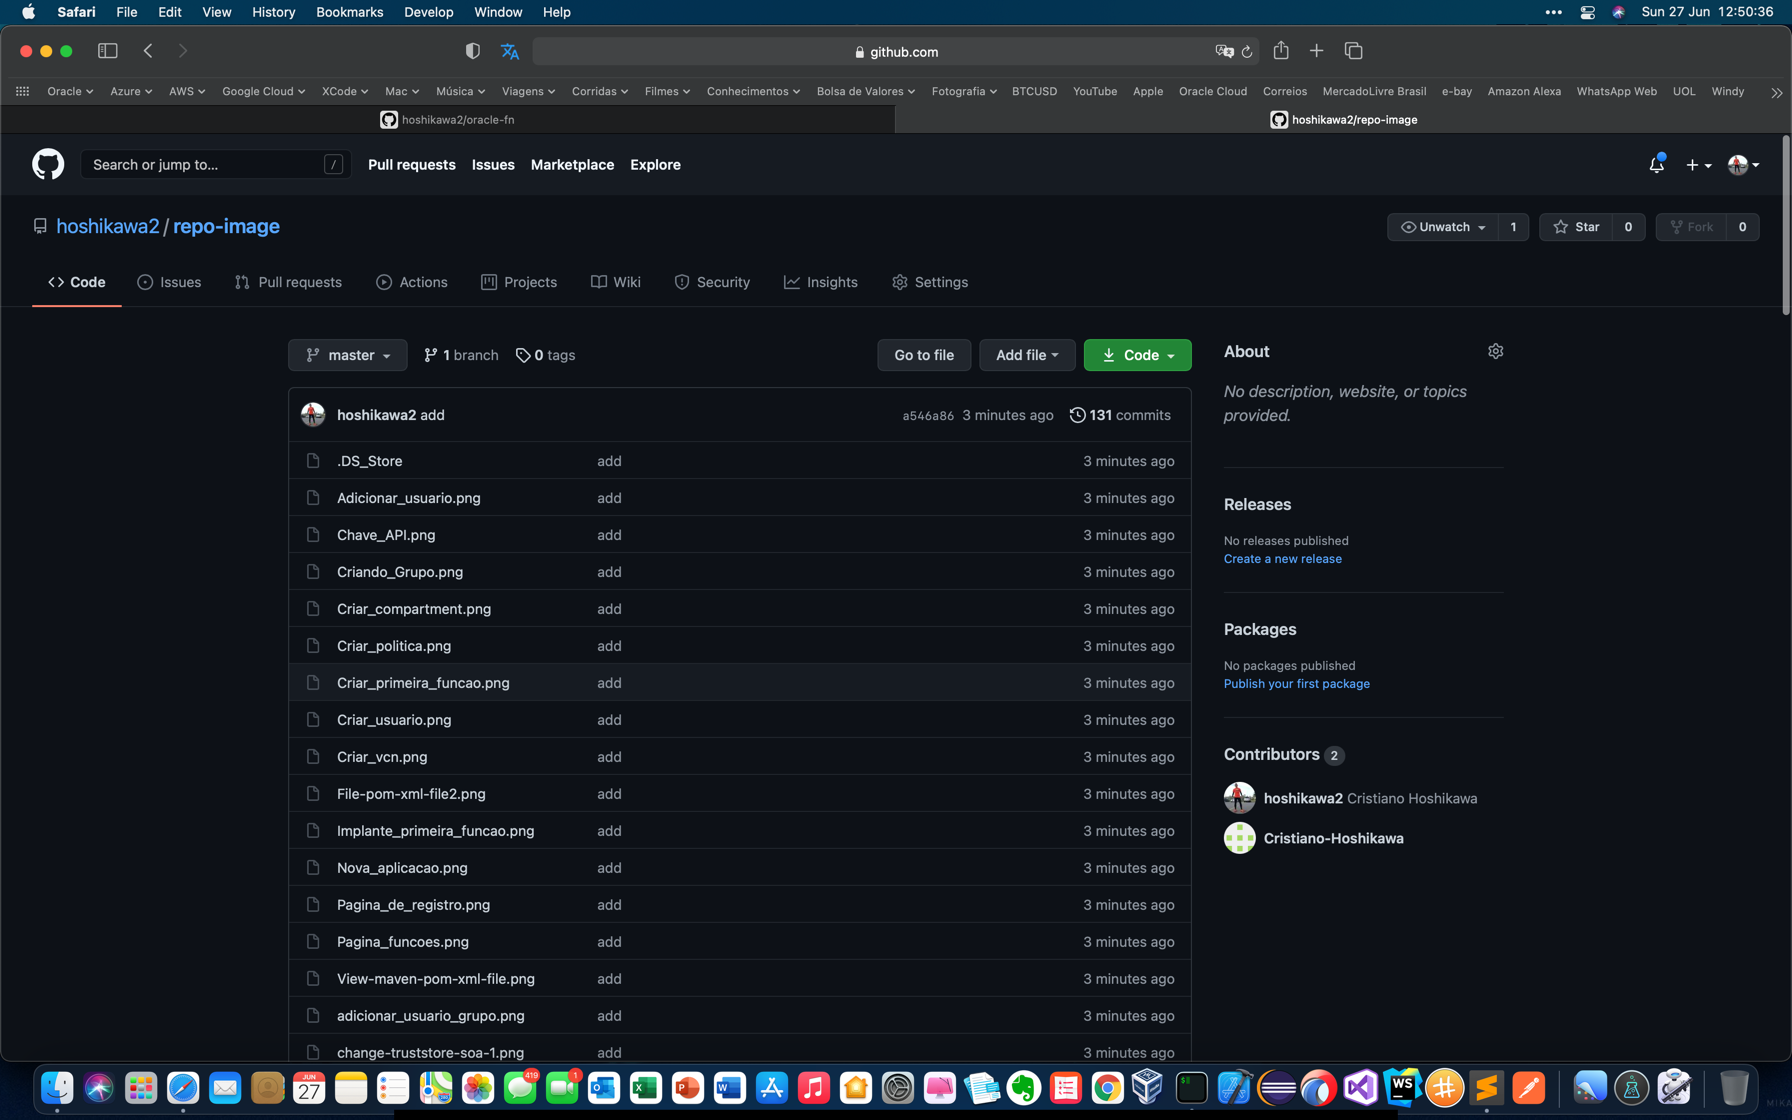 Safari File Edit View History Bookmarks Develop Window Help
Sun 27 Jun 12:50:36
github.com
Oracle Azure AWS Google Cloud XCode Mac Música Viagens Corridas Filmes Conhecimentos Bolsa de Valores Fotografia BTCUSD YouTube Apple Oracle Cloud Correios MercadoLivre Brasil e-bay Amazon Alexa WhatsApp Web UOL Windy
hoshikawa2/oracle-fn
hoshikawa2/repo-image
Search or jump to... /
Pull requests Issues Marketplace Explore
hoshikawa2 / repo-image
Unwatch 1
Star 0
Fork 0
Code Issues Pull requests Actions Projects Wiki Security Insights Settings
master 1 branch 0 tags
Go to file Add file Code
hoshikawa2 add a546a86 3 minutes ago 131 commits
.DS_Store add 3 minutes ago
Adicionar_usuario.png add 3 minutes ago
Chave_API.png add 3 minutes ago
Criando_Grupo.png add 3 minutes ago
Criar_compartment.png add 3 minutes ago
Criar_politica.png add 3 minutes ago
Criar_primeira_funcao.png add 3 minutes ago
Criar_usuario.png add 3 minutes ago
Criar_vcn.png add 3 minutes ago
File-pom-xml-file2.png add 3 minutes ago
Implante_primeira_funcao.png add 3 minutes ago
Nova_aplicacao.png add 3 minutes ago
Pagina_de_registro.png add 3 minutes ago
Pagina_funcoes.png add 3 minutes ago
View-maven-pom-xml-file.png add 3 minutes ago
adicionar_usuario_grupo.png add 3 minutes ago
change-truststore-soa-1.png add 3 minutes ago
About
No description, website, or topics
provided.
Releases
No releases published
Create a new release
Packages
No packages published
Publish your first package
Contributors 2
hoshikawa2 Cristiano Hoshikawa
Cristiano-Hoshikawa
JUN
27
419
1
WS